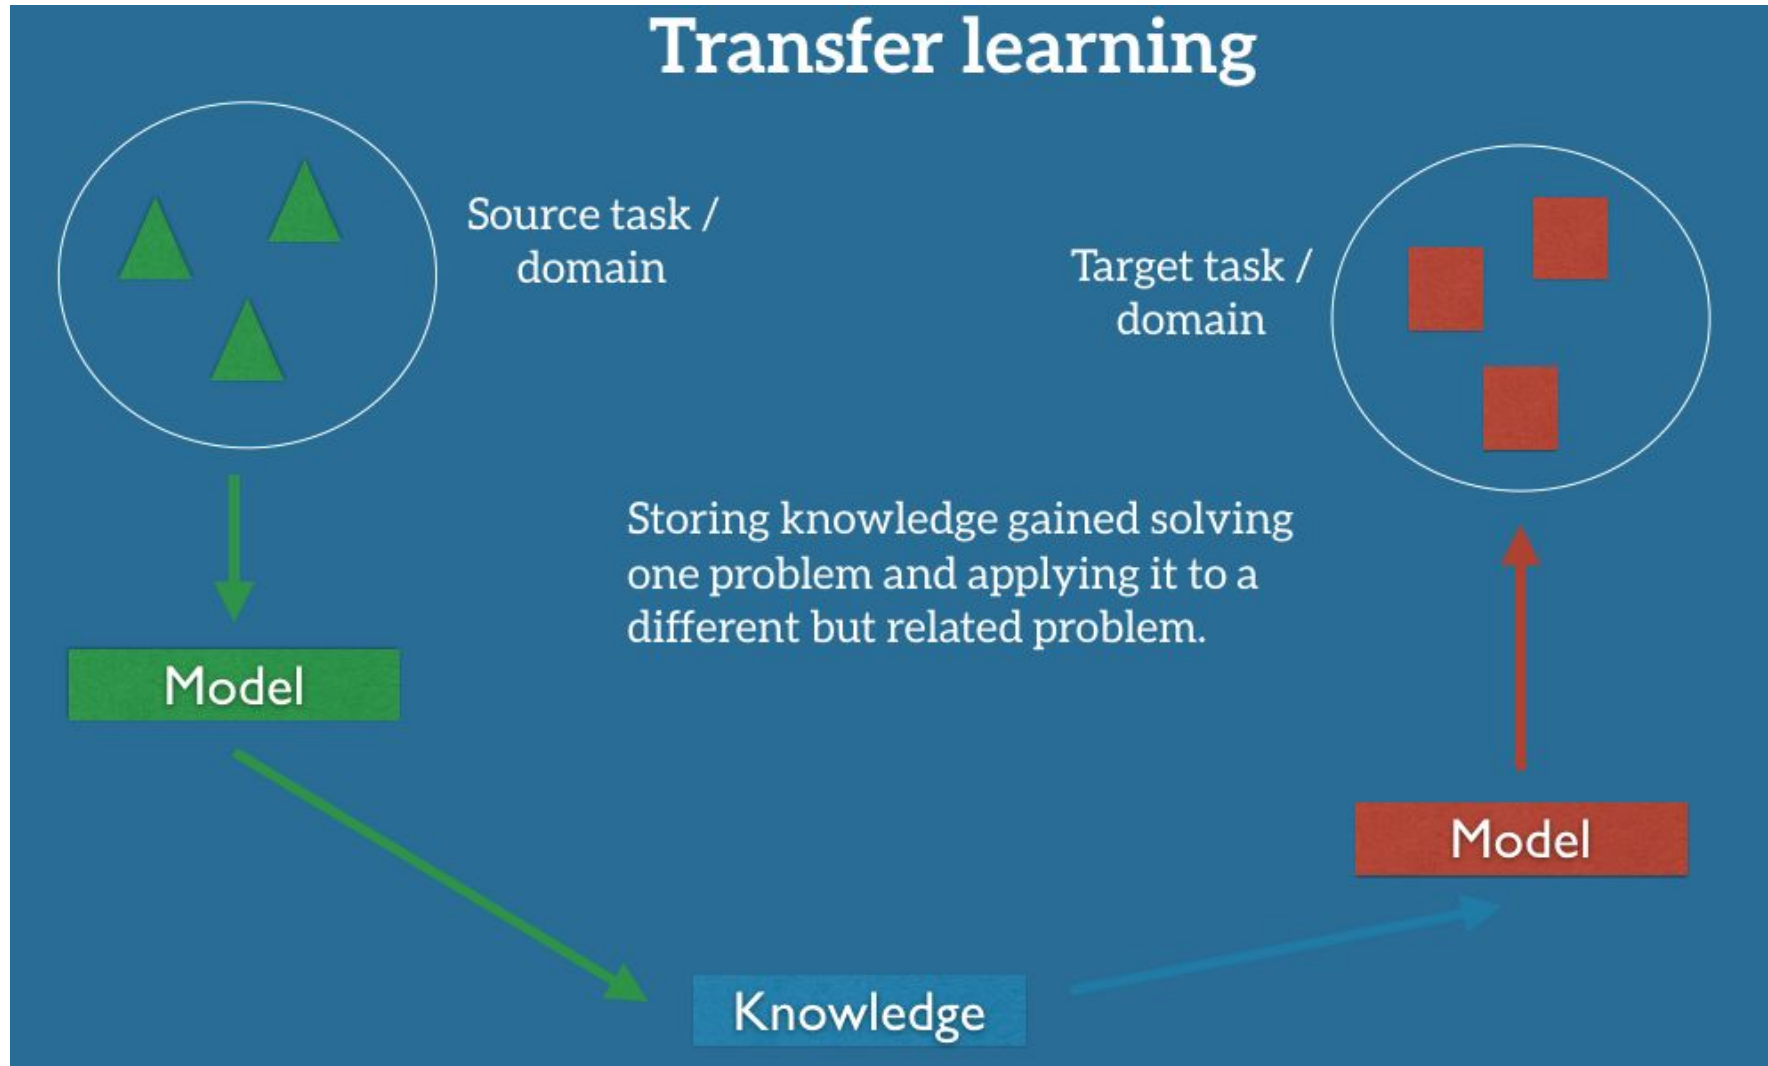 Transfer learning
Source task /
domain
Target task /
domain
Storing knowledge gained solving
one problem and applying it to a
different but related problem.
Model
Model
Knowledge